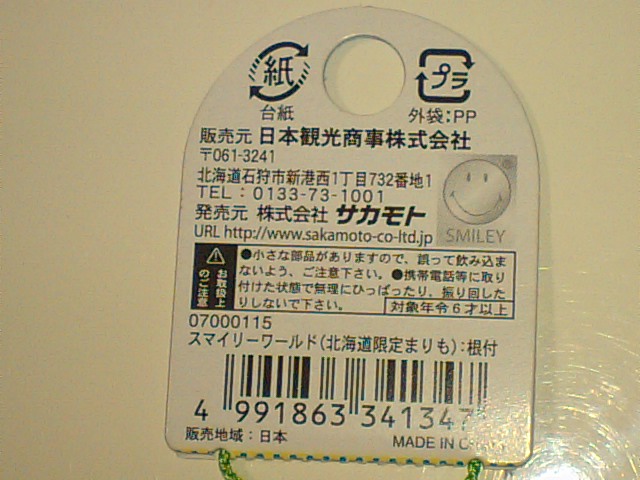 紙 プラ
台紙 外袋:PP
販売元 日本観光商事株式会社
〒061-3241
北海道石狩市新港西1丁目732番地1
TEL:0133-73-1001
発売元 株式会社 サカモト
URL http://www.sakamoto-co-ltd.jp
SMILEY
お取扱上のご注意
●小さな部品がありますので、誤って飲み込ま
ないよう、ご注意下さい。●携帯電話等に取り
付けた状態で無理にひっぱったり、振り回した
りしないで下さい。 対象年令6才以上
07000115
スマイリーワールド(北海道限定まりも):根付
4 991863 341347
販売地域:日本 MADE IN